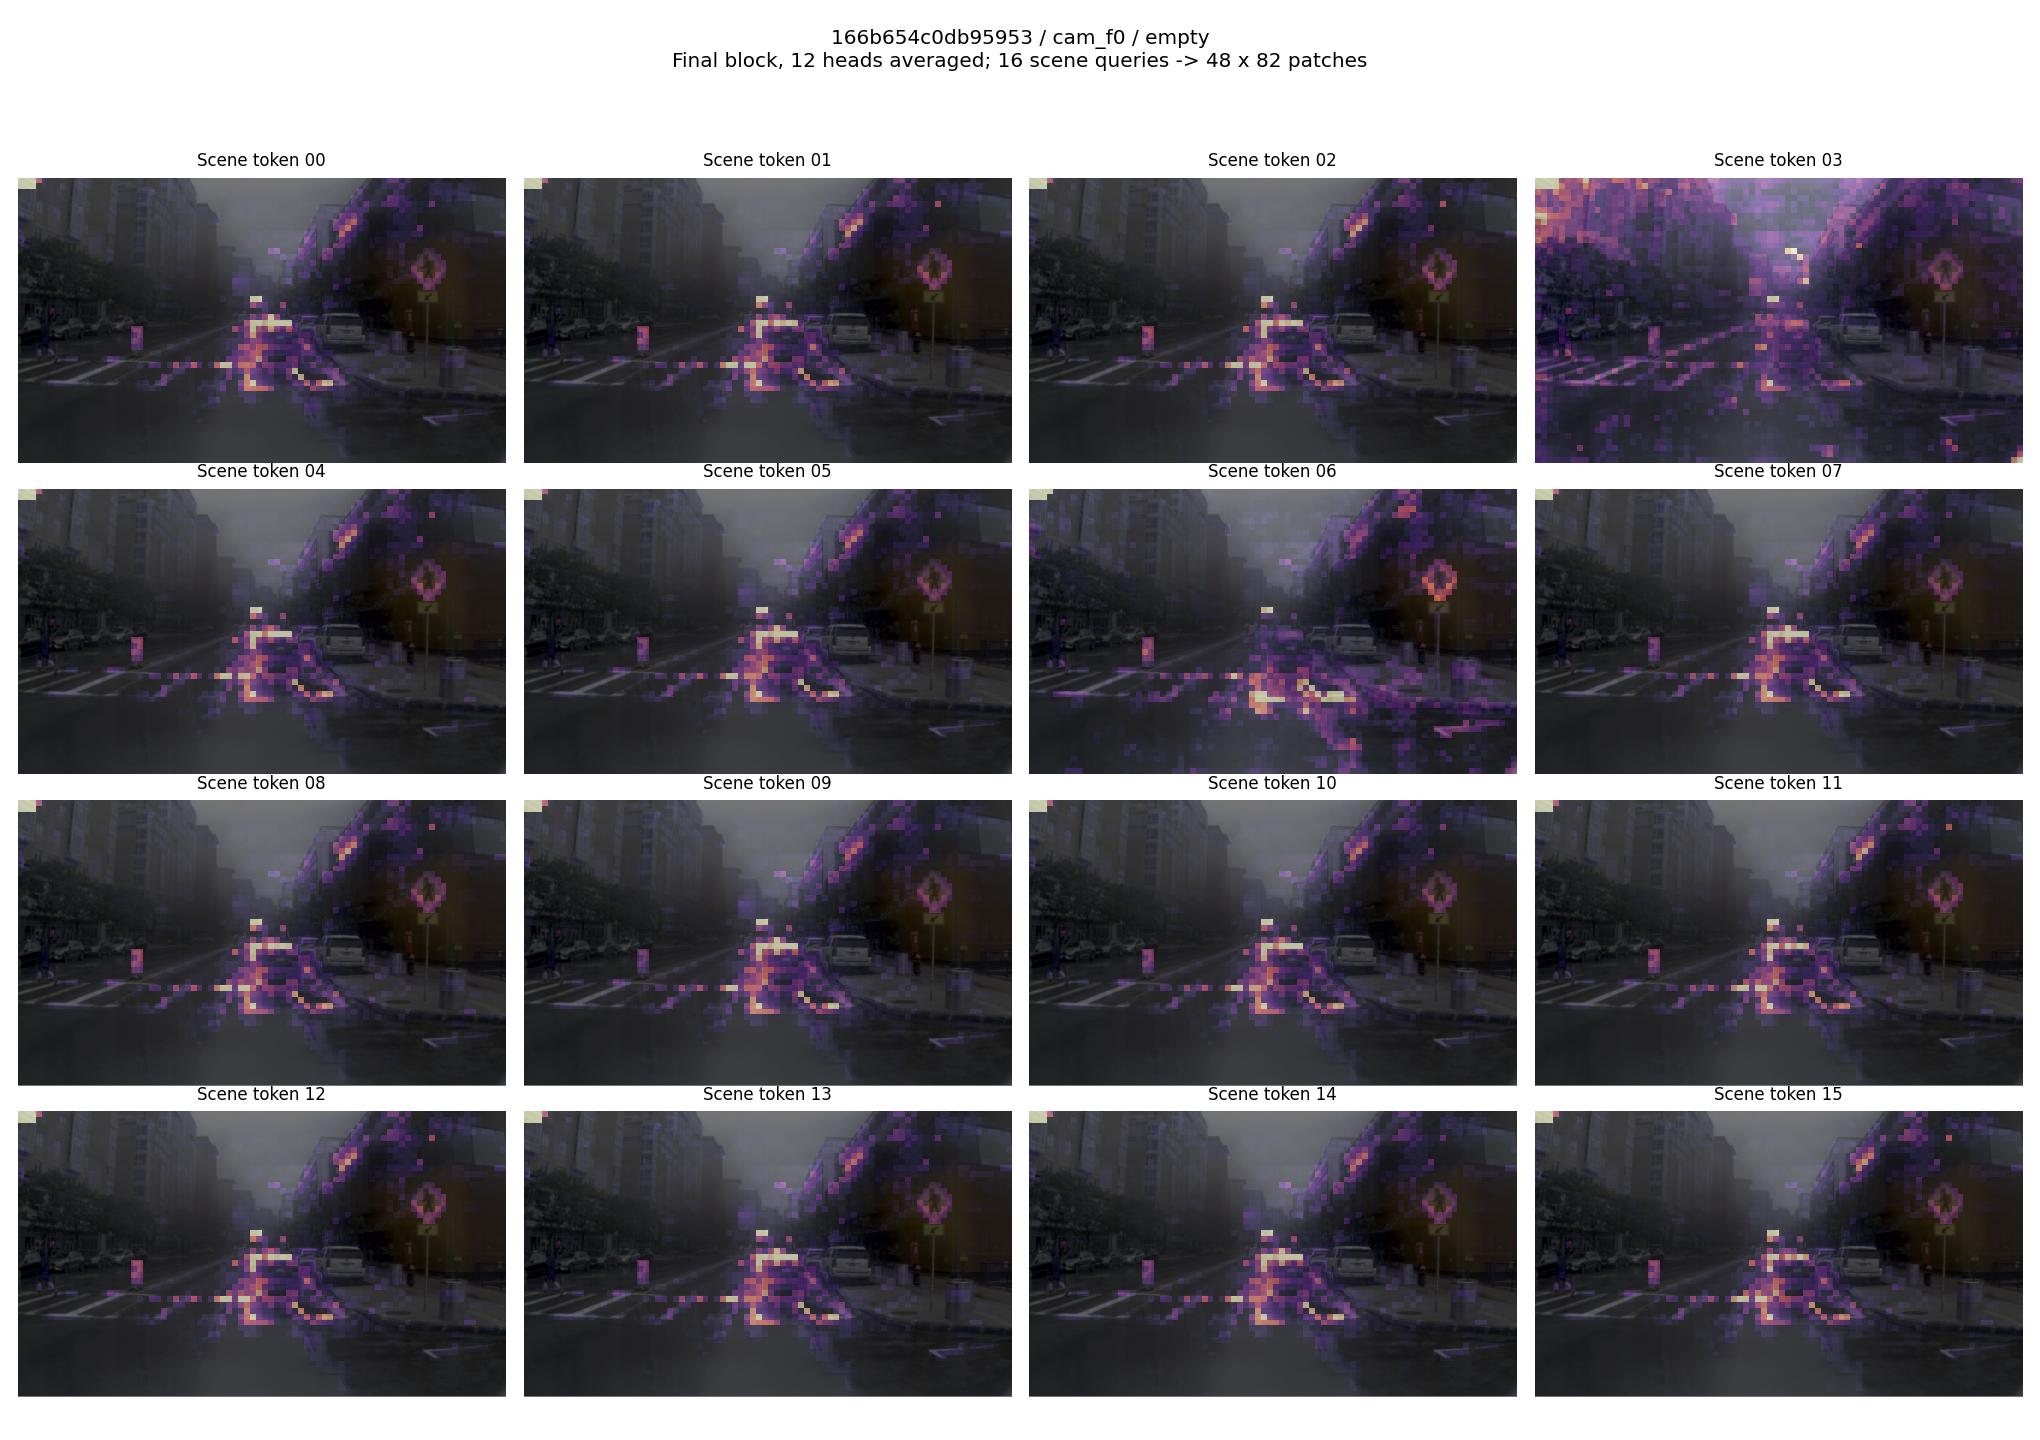 166b654c0db95953 / cam_f0 / empty
Final block, 12 heads averaged; 16 scene queries -> 48 x 82 patches
Scene token 00
Scene token 01
Scene token 02
Scene token 03
Scene token 04
Scene token 05
Scene token 06
Scene token 07
Scene token 08
Scene token 09
Scene token 10
Scene token 11
Scene token 12
Scene token 13
Scene token 14
Scene token 15